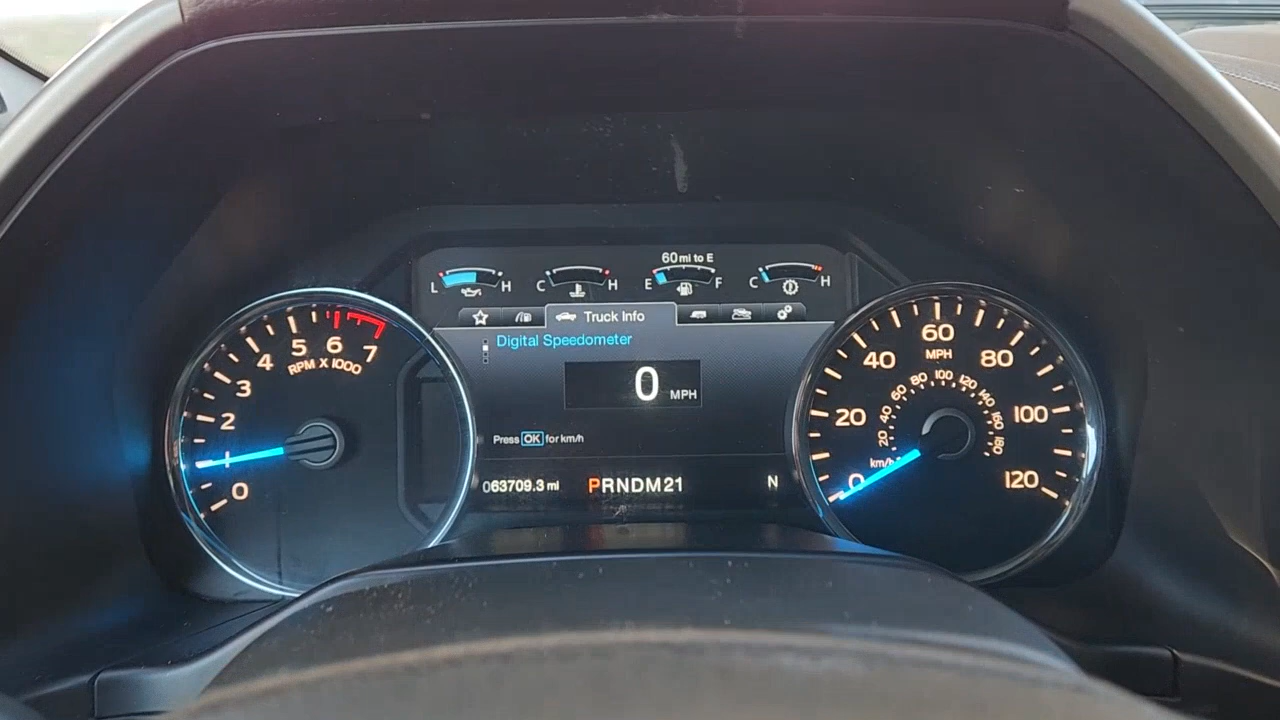 60mi to E
L H C H E F C H
Truck Info
Digital Speedometer
0 MPH
Press OK for km/h
063709.3 mi PRNDM21 N
0 1 2 3 4 5 6 7
RPM X 1000
0 20 40 60 80 100 120
MPH
20 40 60 80 100 120 140 160 180
km/h